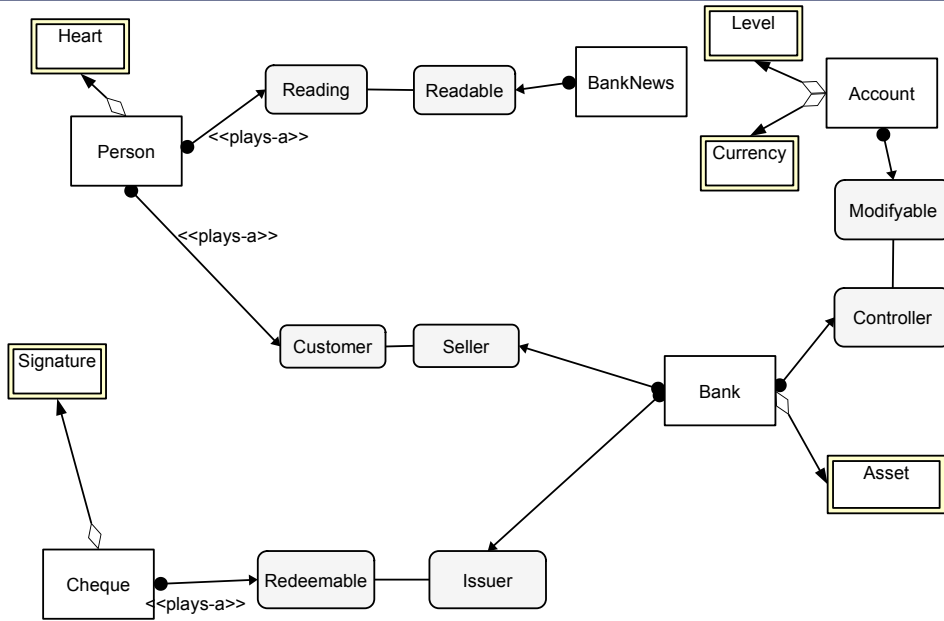 Heart
Level
Reading
Readable
BankNews
Account
<<plays-a>>
Person
Currency
Modifyable
<<plays-a>>
Controller
Customer
Seller
Signature
Bank
Asset
Cheque
Redeemable
Issuer
<<plays-a>>